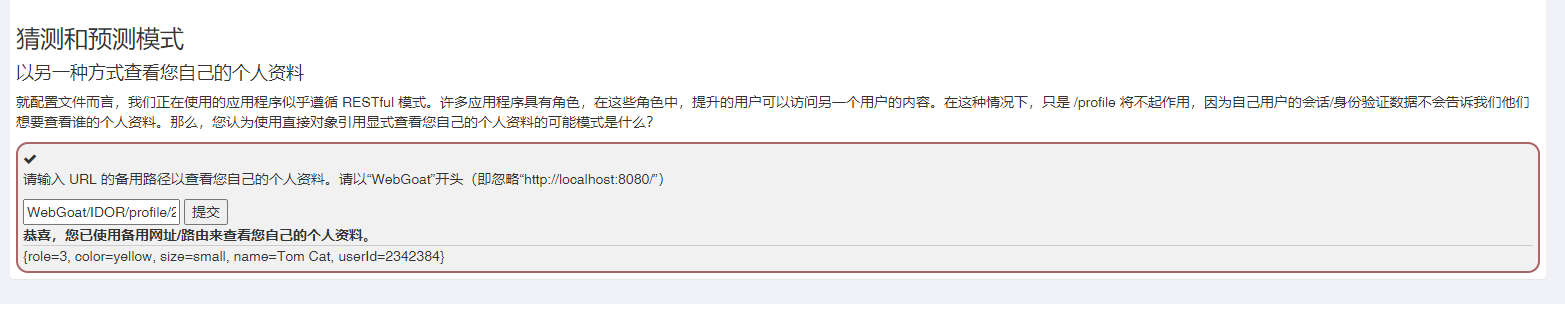 猜测和预测模式
以另一种方式查看您自己的个人资料
就配置文件而言，我们正在使用的应用程序似乎遵循 RESTful 模式。许多应用程序具有角色，在这些角色中，提升的用户可以访问另一个用户的内容。在这种情况下，只是 /profile 将不起作用，因为自己用户的会话/身份验证数据不会告诉我们他们
想要查看谁的个人资料。那么，您认为使用直接对象引用显式查看您自己的个人资料的可能模式是什么？
请输入 URL 的备用路径以查看您自己的个人资料。请以“WebGoat”开头（即忽略“http://localhost:8080/”）
WebGoat/IDOR/profile/2 提交
恭喜，您已使用备用网址/路由来查看您自己的个人资料。
{role=3, color=yellow, size=small, name=Tom Cat, userId=2342384}